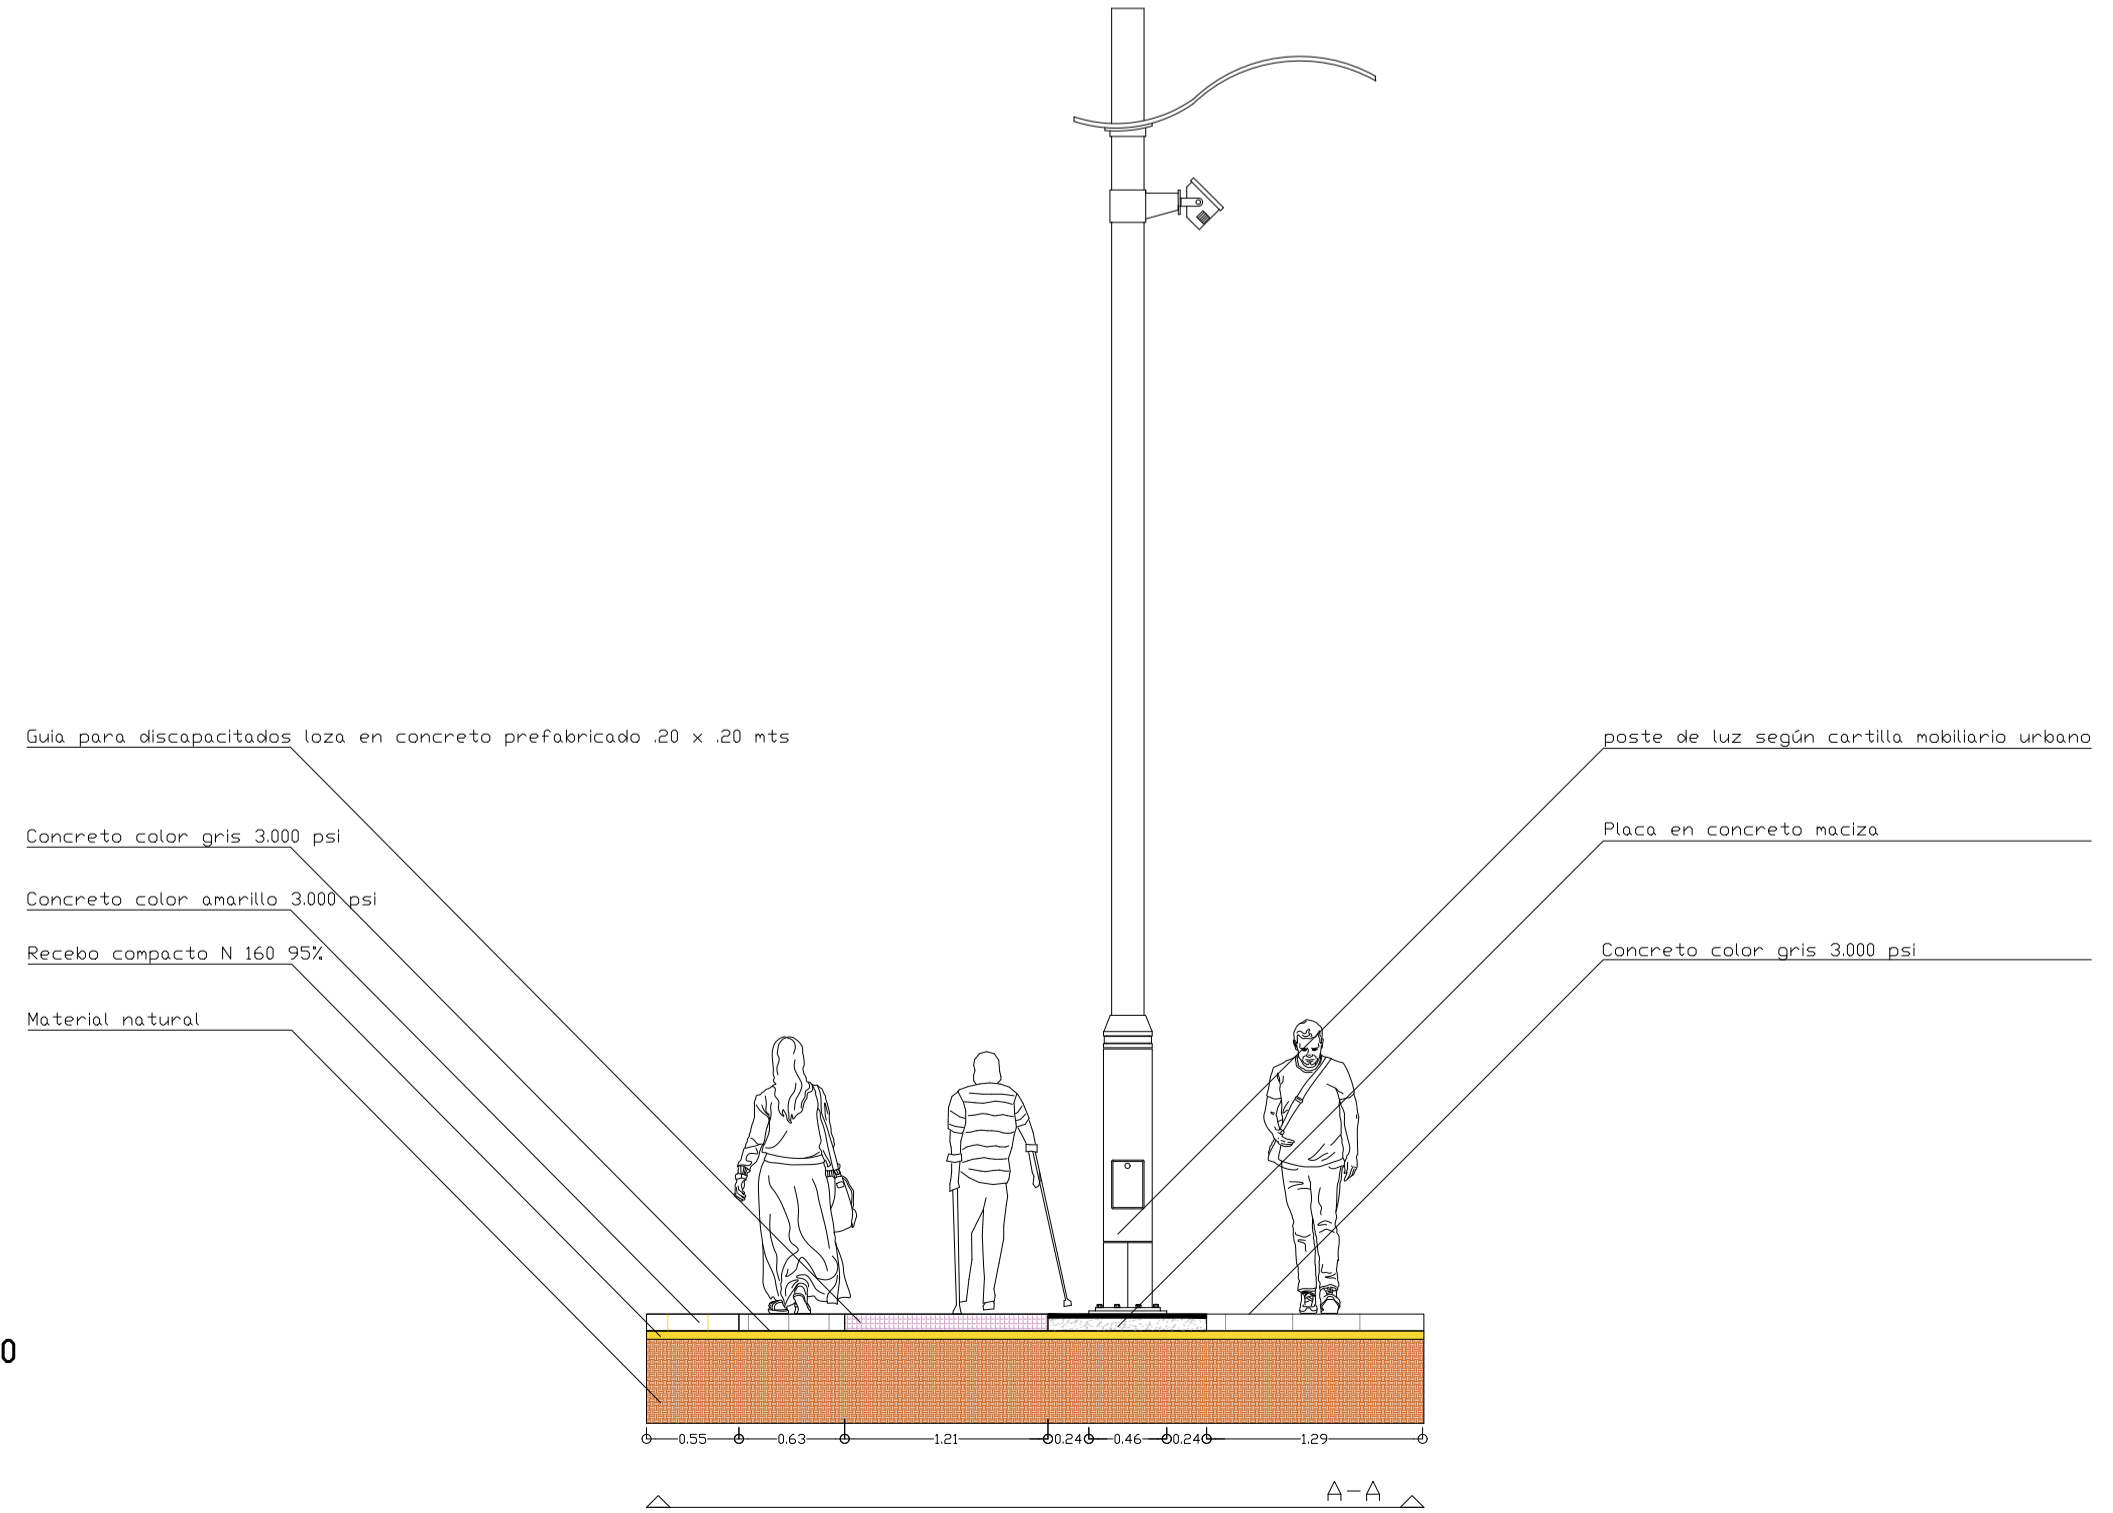 Guia para discapacitados loza en concreto prefabricado .20 x .20 mts
Concreto color gris 3.000 psi
Concreto color amarillo 3.000 psi
Recebo compacto N 160 95%
Material natural
poste de luz según cartilla mobiliario urbano
Placa en concreto maciza
Concreto color gris 3.000 psi
0
0.55 0.63 1.21 0.24 0.46 0.24 1.29
A-A